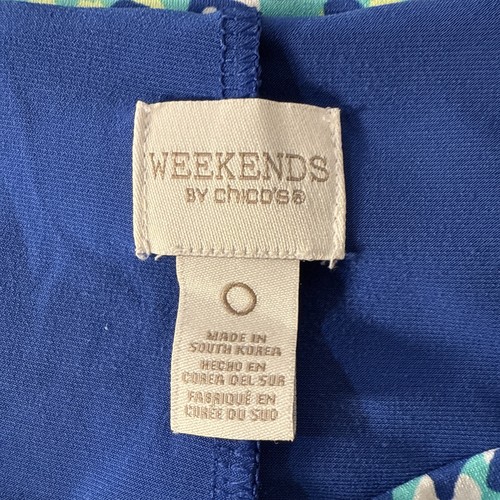 WEEKENDS
BY chico's®
0
MADE IN
SOUTH KOREA
HECHO EN
COREA DEL SUR
FABRIQUÉ EN
CORÉE DU SUD